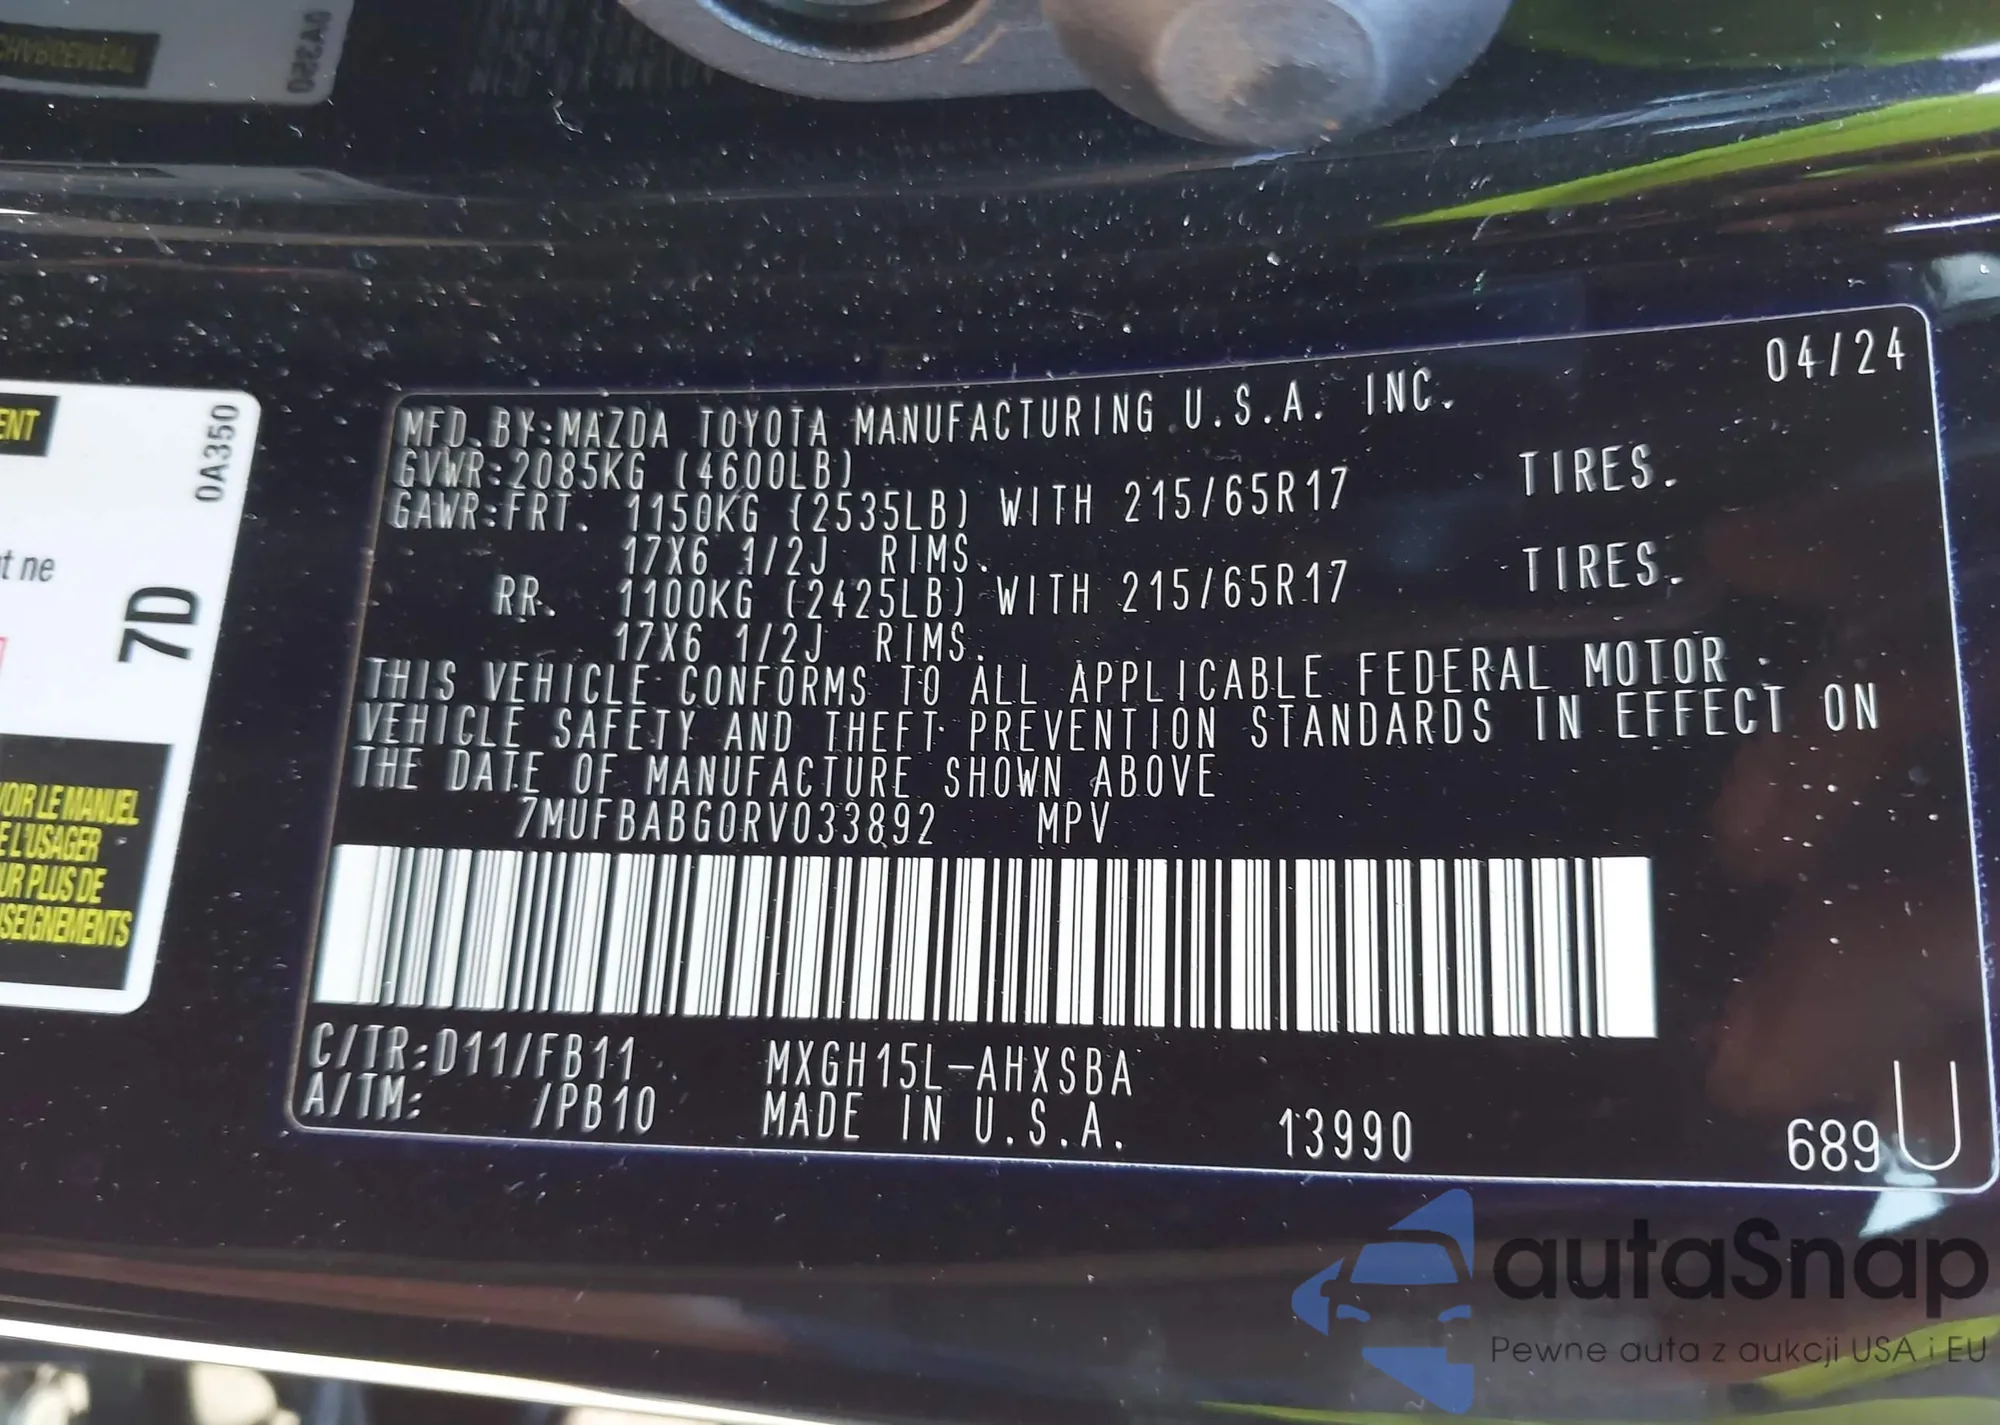 0A350
ENT
t ne
7D
VOIR LE MANUEL
E L'USAGER
UR PLUS DE
NSEIGNEMENTS
04/24
MFD. BY:MAZDA TOYOTA MANUFACTURING U.S.A. INC.
GVWR:2085KG (4600LB)
GAWR:FRT. 1150KG (2535LB) WITH 215/65R17 TIRES.
17X6 1/2J RIMS.
RR. 1100KG (2425LB) WITH 215/65R17 TIRES.
17X6 1/2J RIMS.
THIS VEHICLE CONFORMS TO ALL APPLICABLE FEDERAL MOTOR
VEHICLE SAFETY AND THEFT PREVENTION STANDARDS IN EFFECT ON
THE DATE OF MANUFACTURE SHOWN ABOVE
7MUFBABG0RV033892 MPV
C/TR:D11/FB11 MXGH15L-AHXSBA
A/TM: /PB10 MADE IN U.S.A. 13990 689 U
autaSnap
Pewne auta z aukcji USA i EU